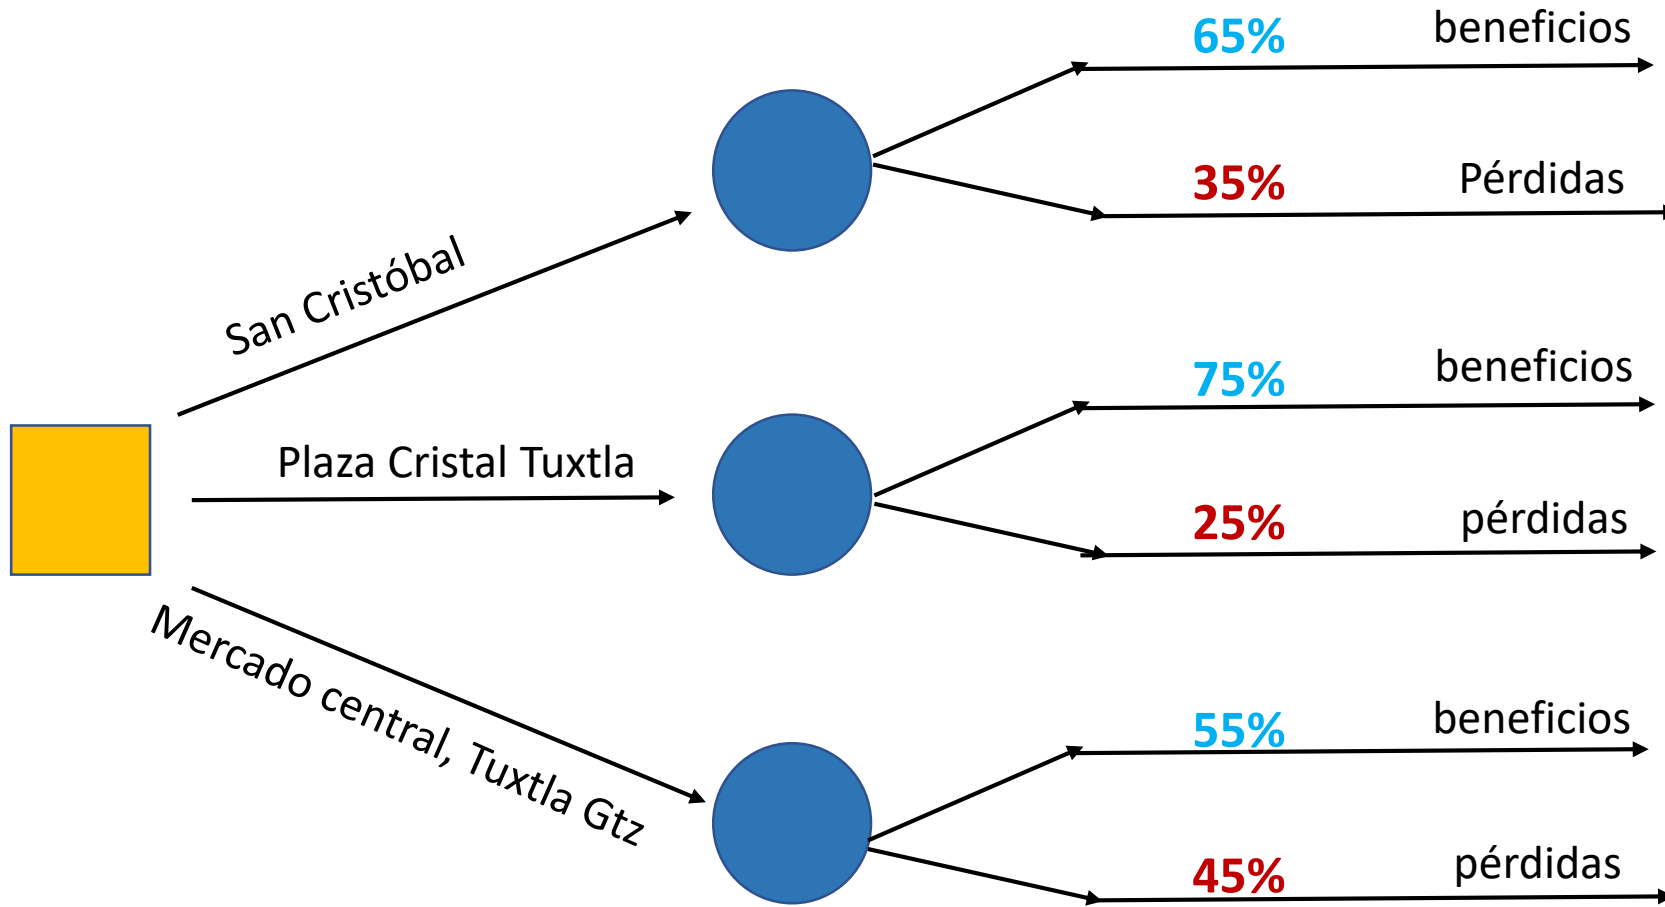 65% beneficios
35% Pérdidas
San Cristóbal
75% beneficios
Plaza Cristal Tuxtla
25% pérdidas
Mercado central, Tuxtla Gtz
55% beneficios
45% pérdidas